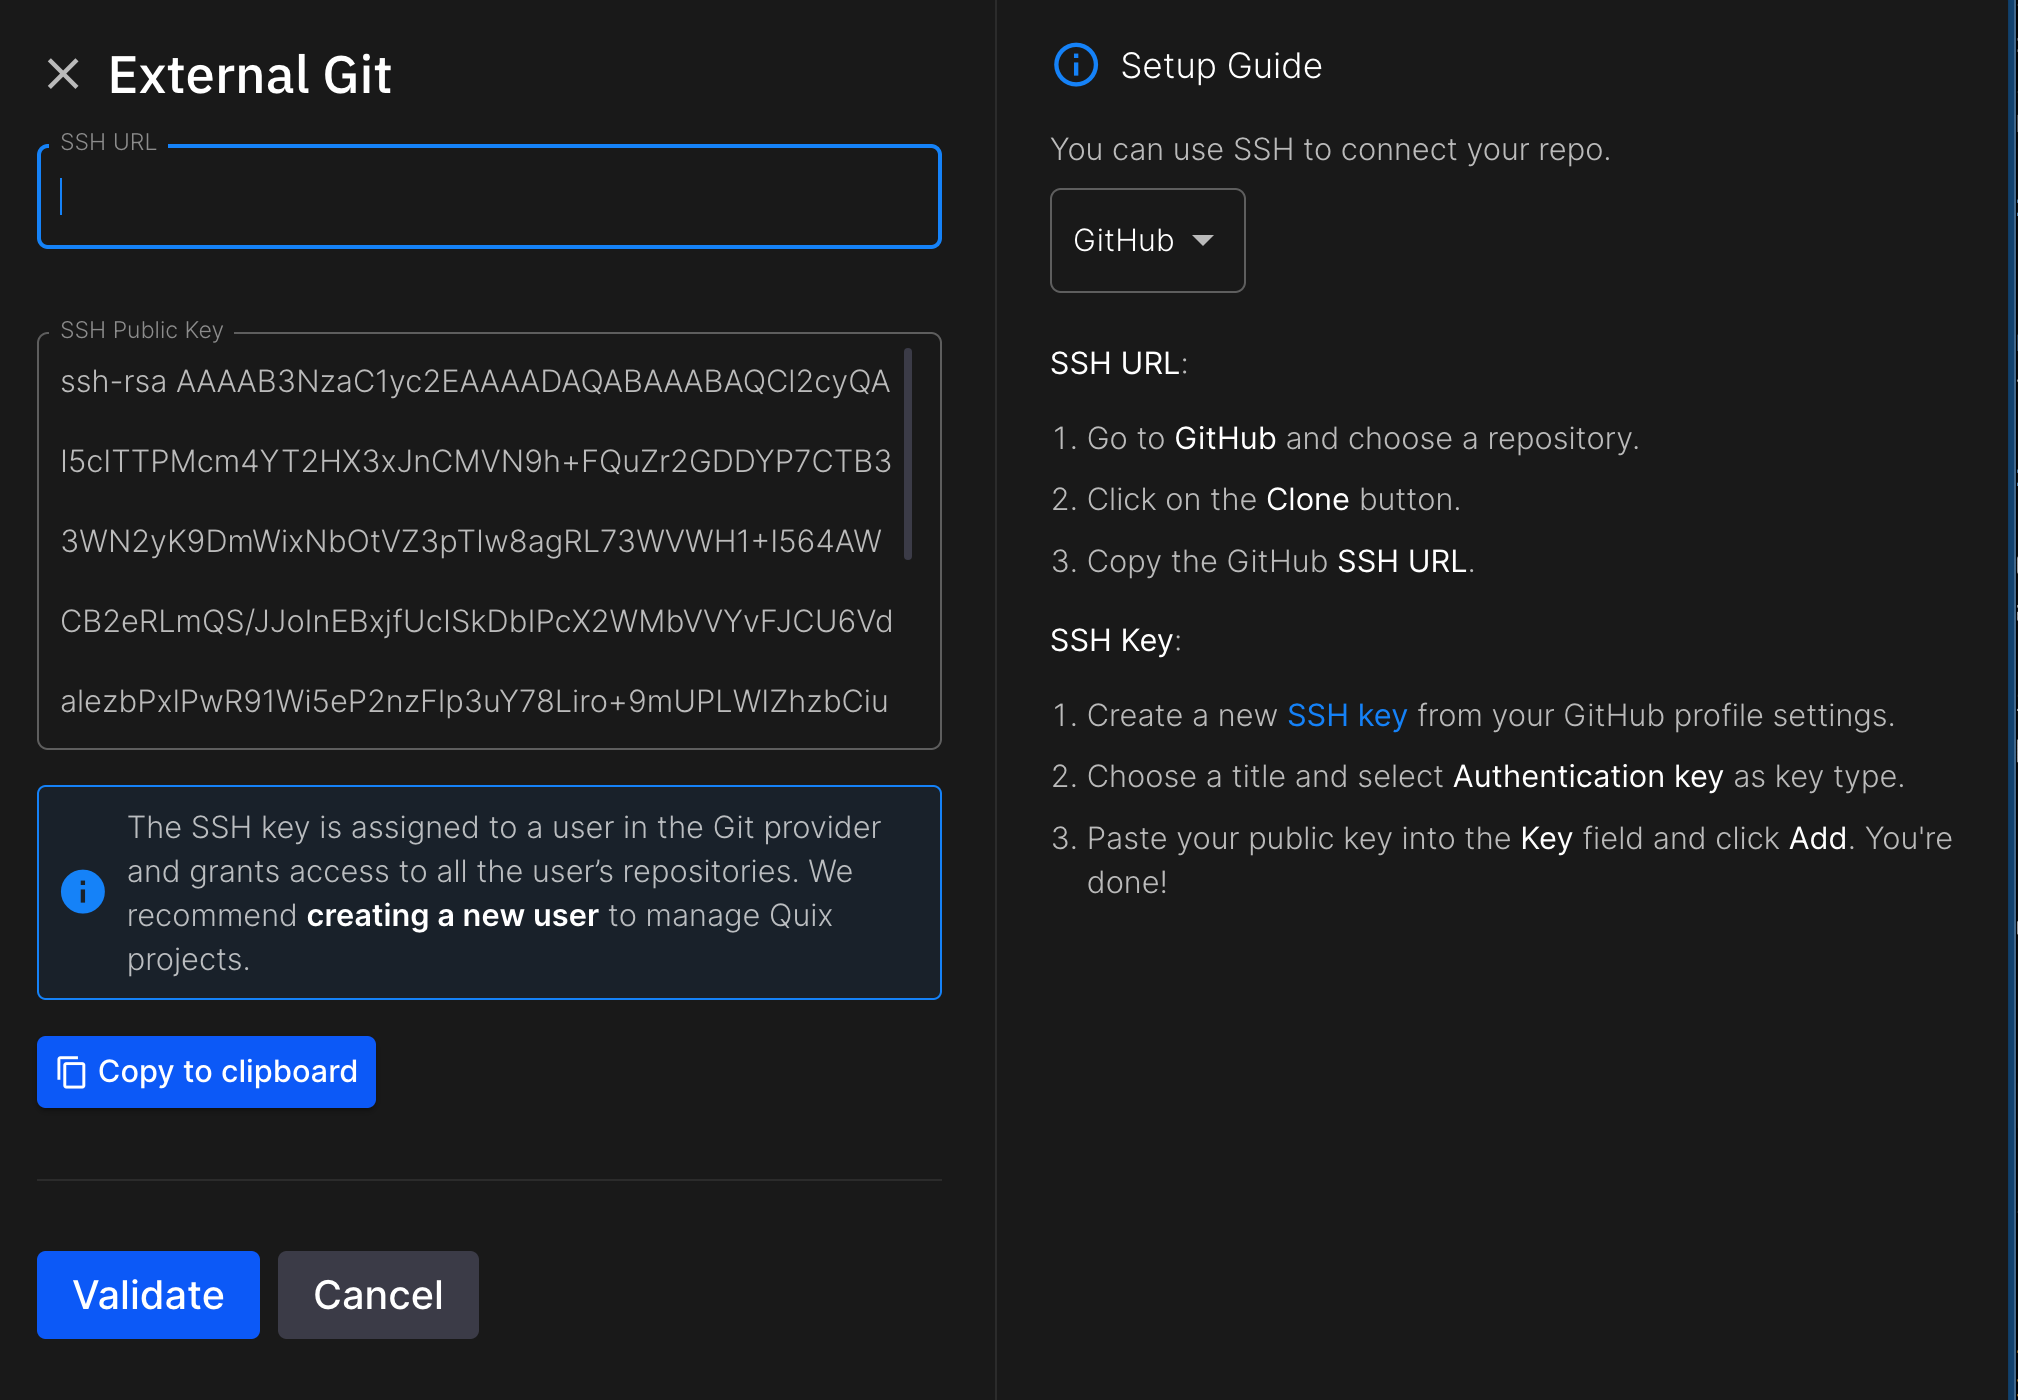 External Git
SSH URL
SSH Public Key
ssh-rsa AAAAB3NzaC1yc2EAAAADAQABAAABAQCI2cyQA
I5cITTPMcm4YT2HX3xJnCMVN9h+FQuZr2GDDYP7CTB3
3WN2yK9DmWixNbOtVZ3pTIw8agRL73WVWH1+I564AW
CB2eRLmQS/JJoInEBxjfUcISkDbIPcX2WMbVVYvFJCU6Vd
alezbPxIPwR91Wi5eP2nzFIp3uY78Liro+9mUPLWIZhzbCiu
The SSH key is assigned to a user in the Git provider
and grants access to all the user’s repositories. We
recommend creating a new user to manage Quix
projects.
Copy to clipboard
Validate
Cancel
Setup Guide
You can use SSH to connect your repo.
GitHub
SSH URL:
1. Go to GitHub and choose a repository.
2. Click on the Clone button.
3. Copy the GitHub SSH URL.
SSH Key:
1. Create a new SSH key from your GitHub profile settings.
2. Choose a title and select Authentication key as key type.
3. Paste your public key into the Key field and click Add. You're
done!